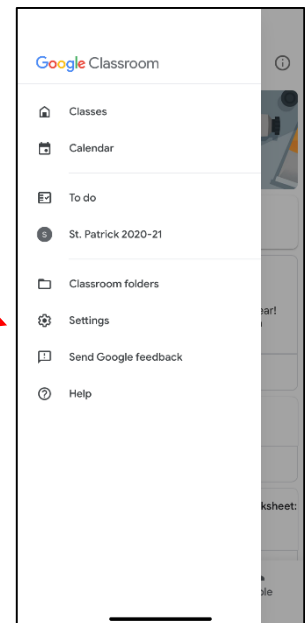 Google Classroom
Classes
Calendar
To do
S St. Patrick 2020-21
Classroom folders
ear!
Settings
Send Google feedback
Help
ksheet:
ple